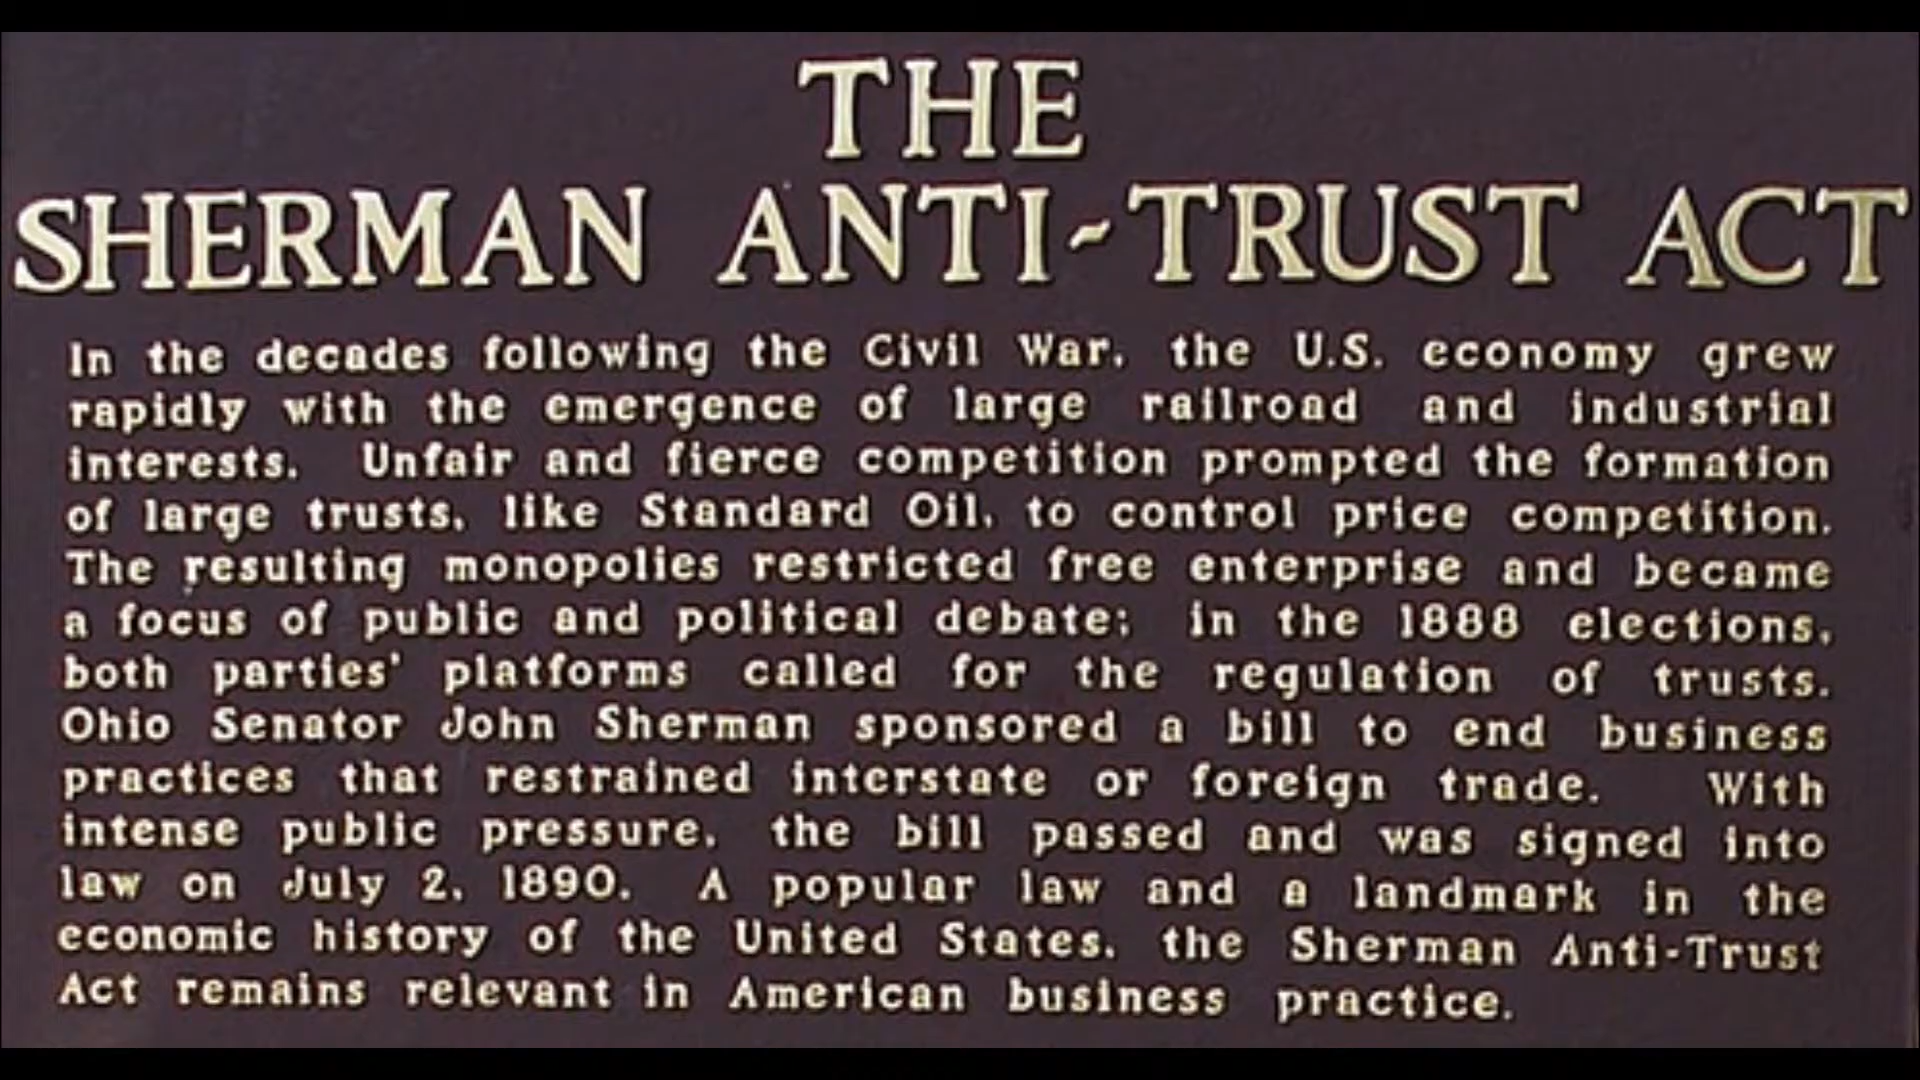 THE
SHERMAN ANTI-TRUST ACT
In the decades following the Civil War, the U.S. economy grew
rapidly with the emergence of large railroad and industrial
interests. Unfair and fierce competition prompted the formation
of large trusts, like Standard Oil, to control price competition.
The resulting monopolies restricted free enterprise and became
a focus of public and political debate; in the 1888 elections,
both parties' platforms called for the regulation of trusts.
Ohio Senator John Sherman sponsored a bill to end business
practices that restrained interstate or foreign trade. With
intense public pressure, the bill passed and was signed into
law on July 2, 1890. A popular law and a landmark in the
economic history of the United States, the Sherman Anti-Trust
Act remains relevant in American business practice.